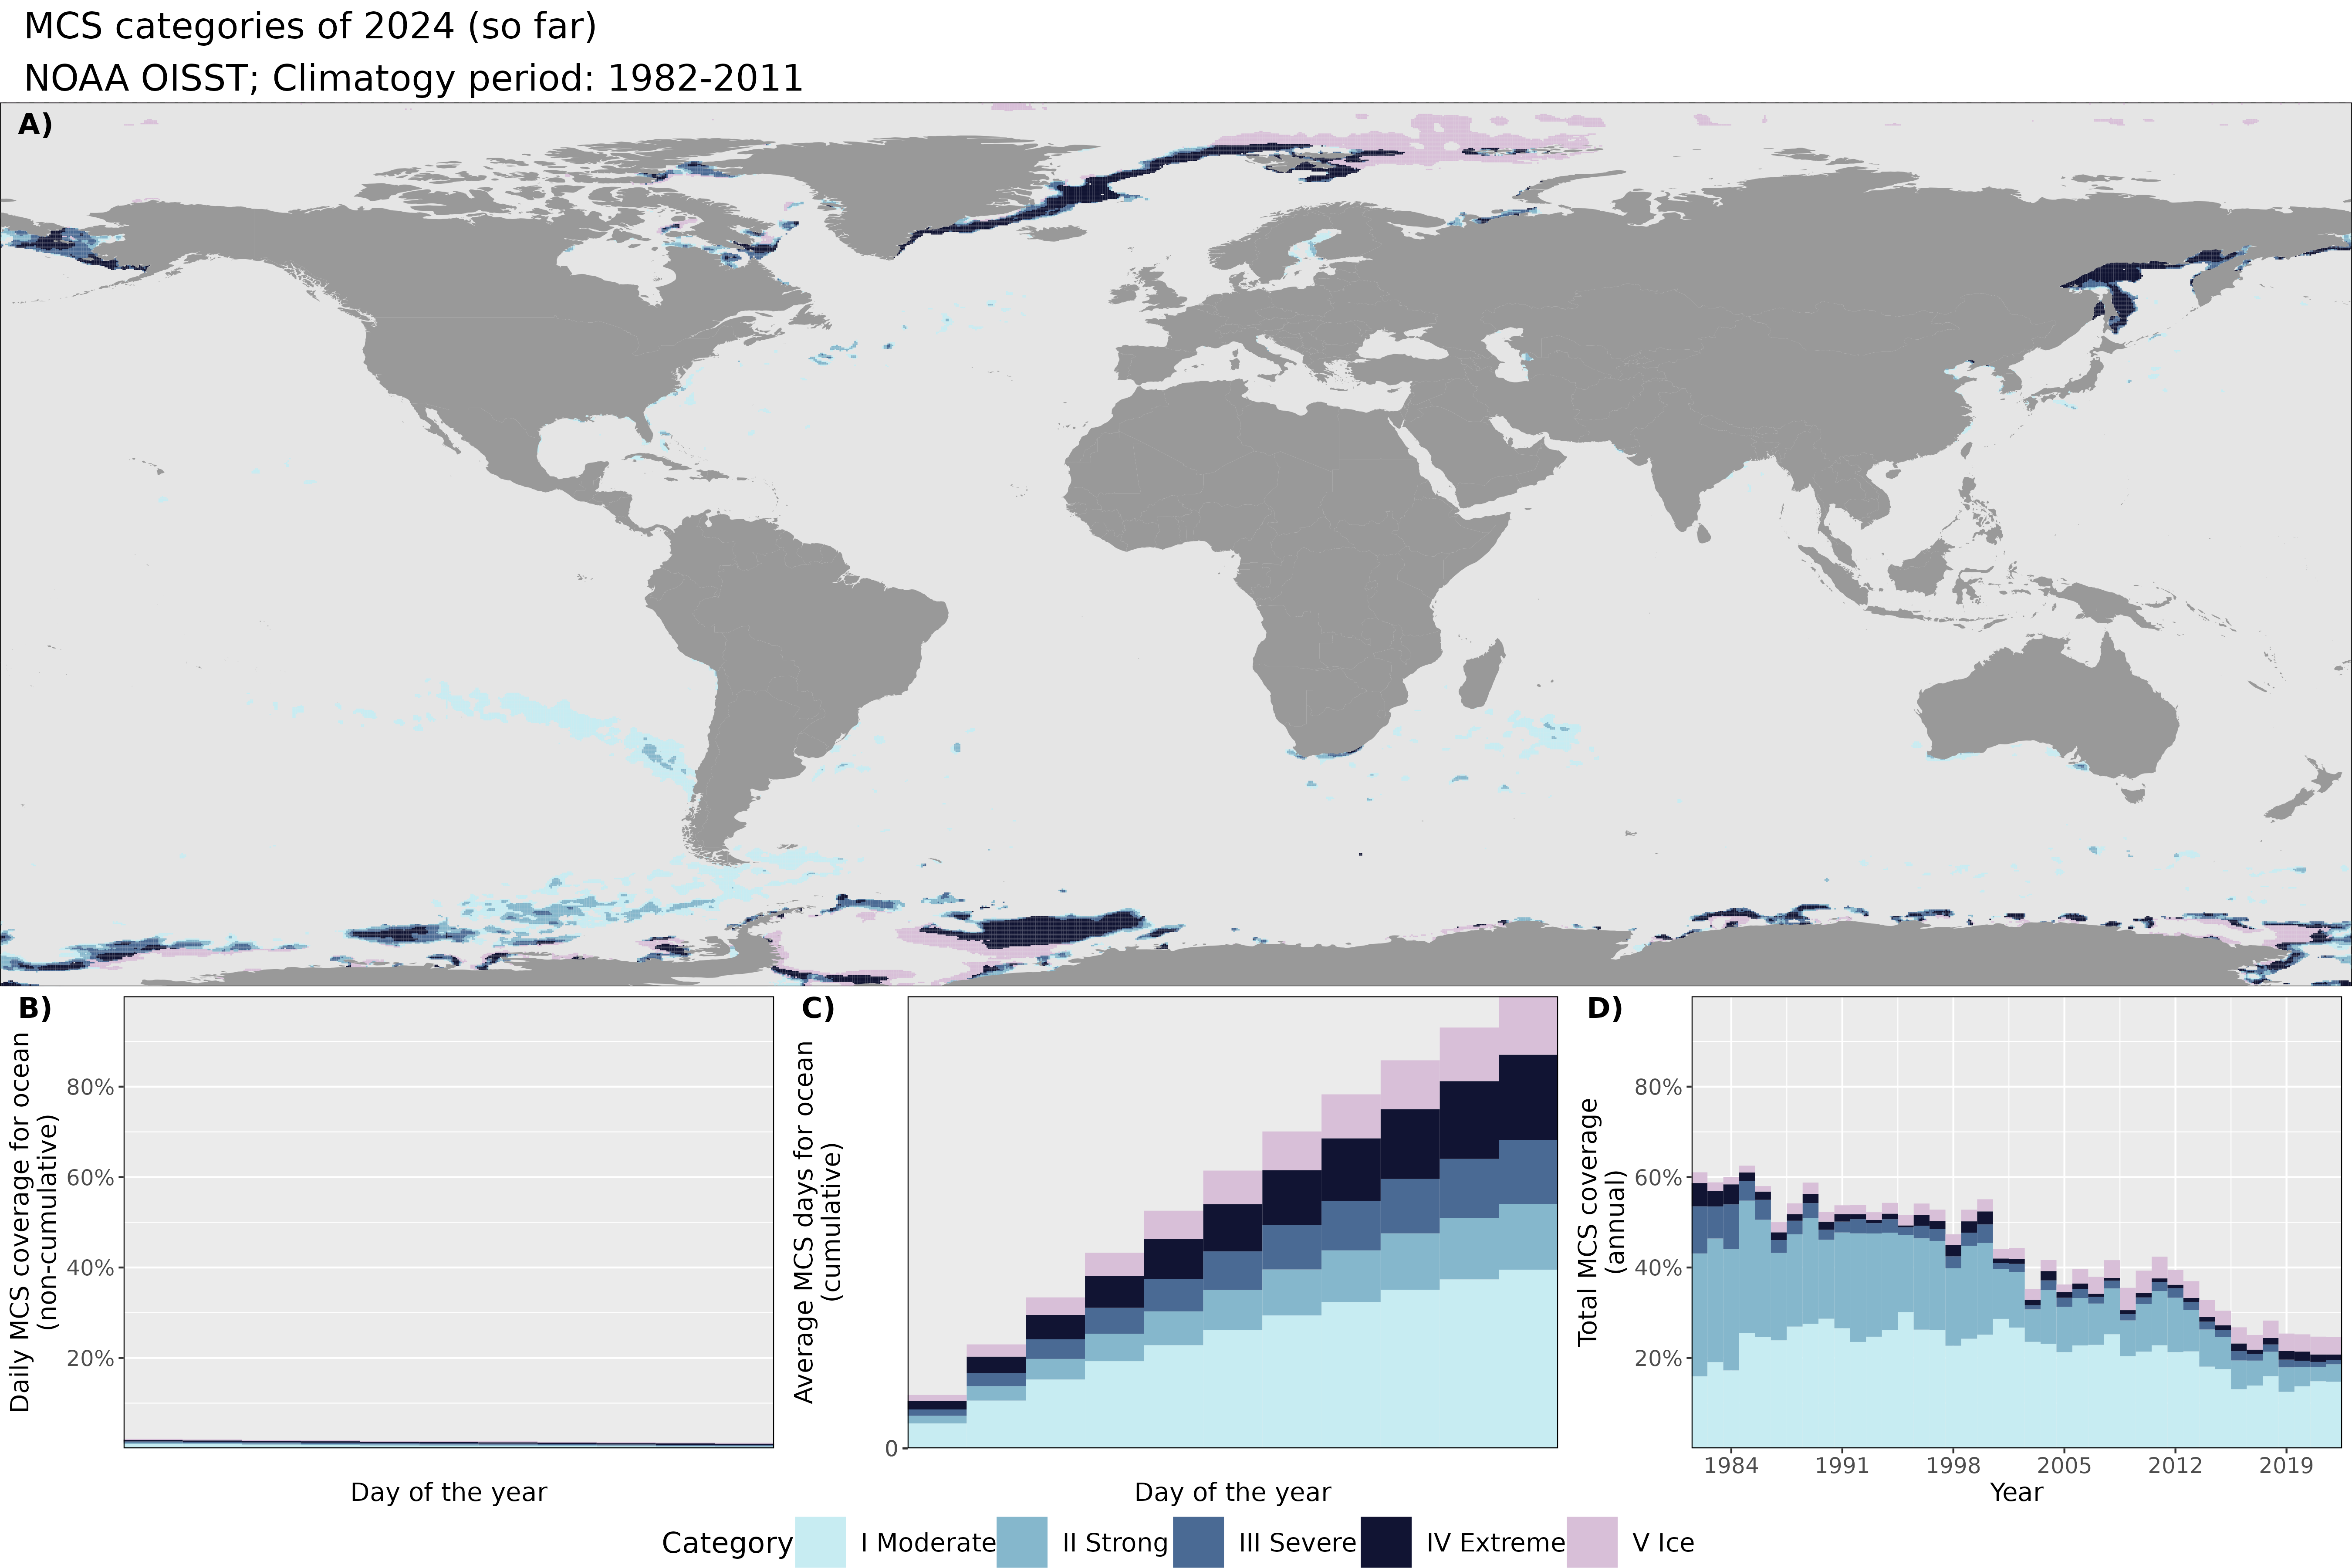 MCS categories of 2024 (so far)
NOAA OISST; Climatogy period: 1982-2011
A)
B)
Daily MCS coverage for ocean
(non-cumulative)
80%
60%
40%
20%
Day of the year
C)
Average MCS days for ocean
(cumulative)
0
Day of the year
D)
Total MCS coverage
(annual)
80%
60%
40%
20%
1984 1991 1998 2005 2012 2019
Year
Category I Moderate II Strong III Severe IV Extreme V Ice